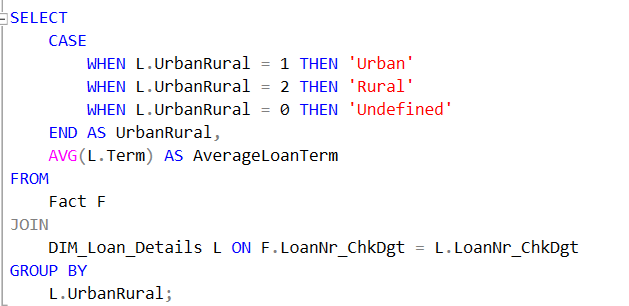 SELECT
CASE
WHEN L.UrbanRural = 1 THEN 'Urban'
WHEN L.UrbanRural = 2 THEN 'Rural'
WHEN L.UrbanRural = 0 THEN 'Undefined'
END AS UrbanRural,
AVG(L.Term) AS AverageLoanTerm
FROM
Fact F
JOIN
DIM_Loan_Details L ON F.LoanNr_ChkDgt = L.LoanNr_ChkDgt
GROUP BY
L.UrbanRural;